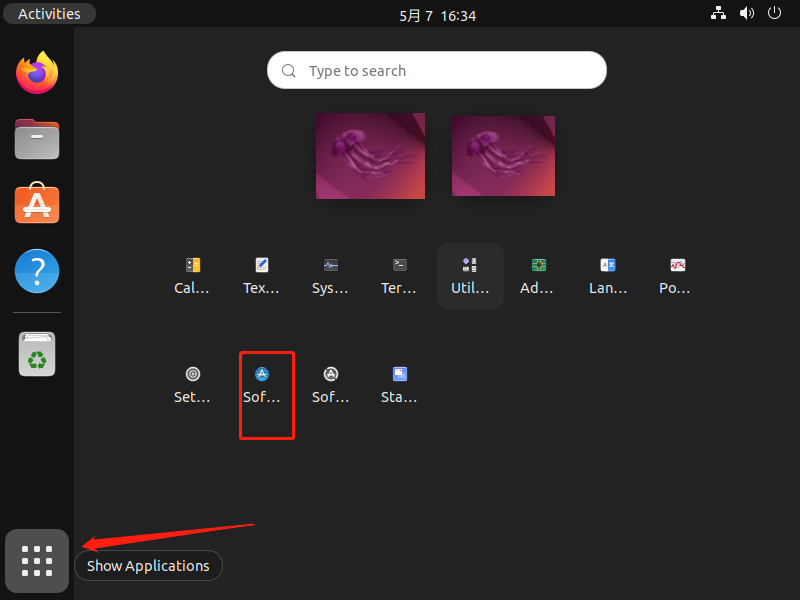 Activities
5月 7 16:34
Type to search
Cal...
Tex...
Sys...
Ter...
Util...
Ad...
Lan...
Po...
Set...
Sof...
Sof...
Sta...
Show Applications